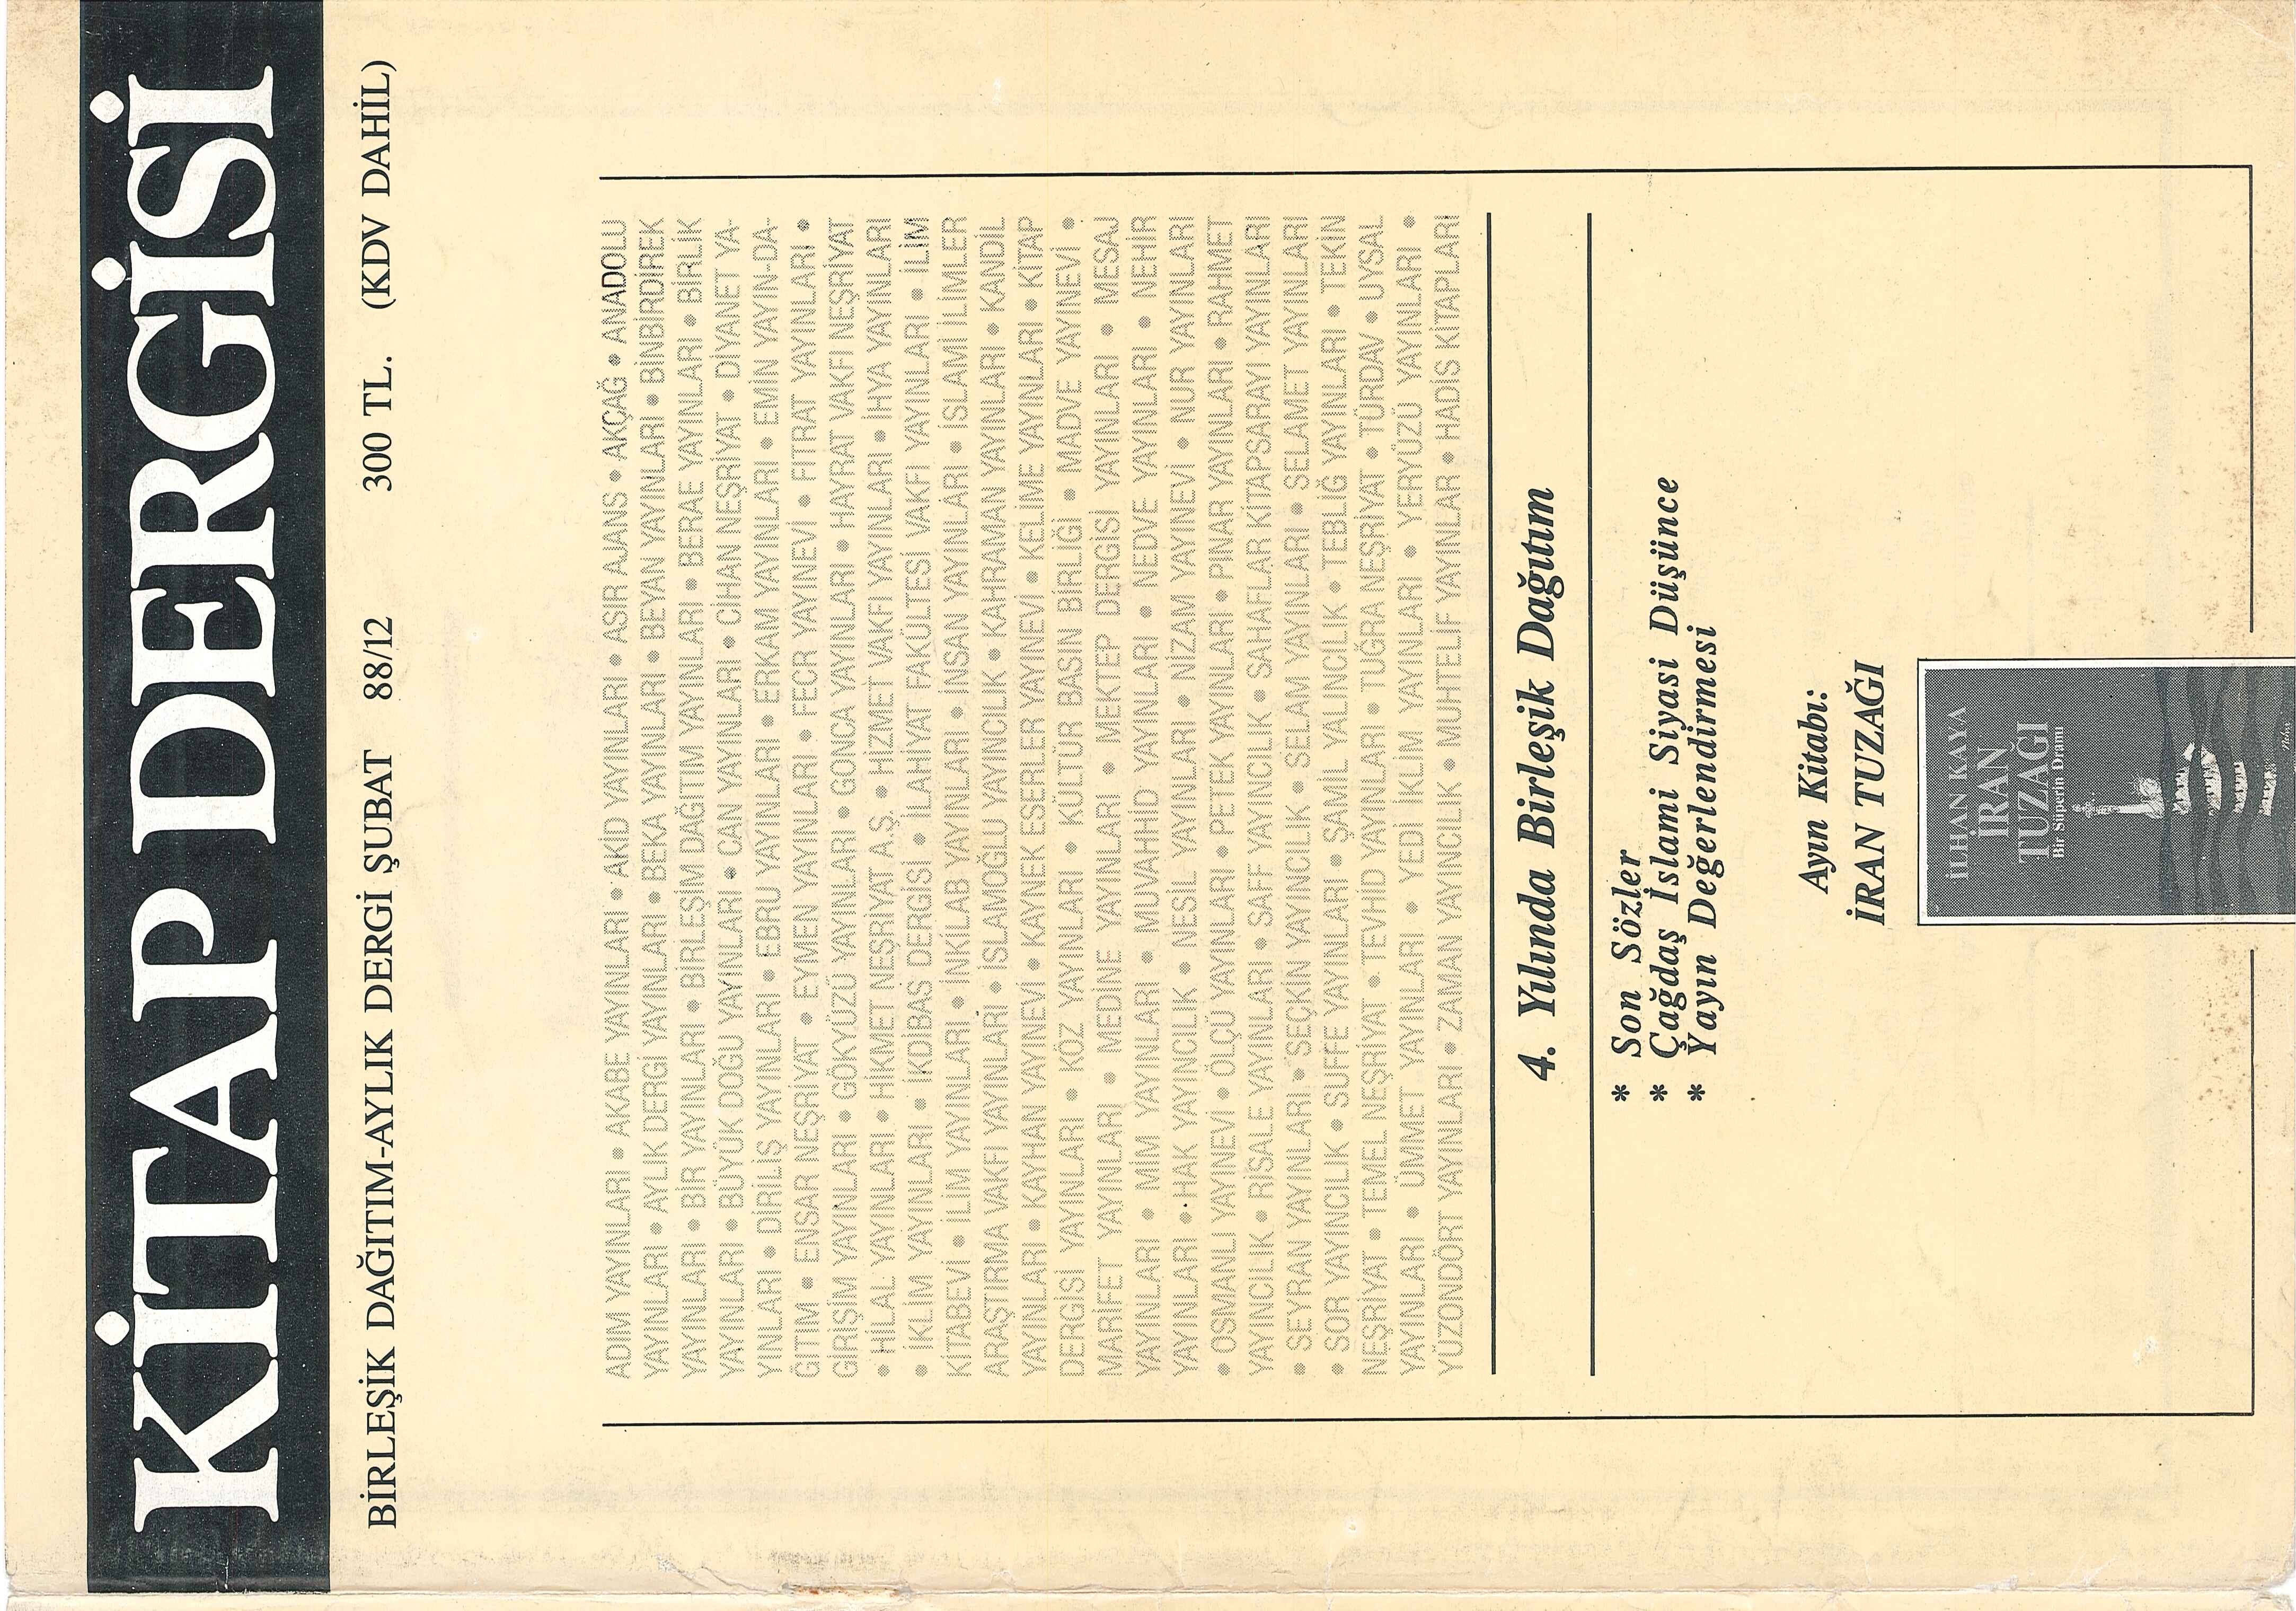 KİTAP DERGİSİ
BİRLEŞİK DAĞITIM-AYLIK DERGİ ŞUBAT 88/12 300 TL. (KDV DAHİL)
ADIM YAYINLARI • AKABE YAYINLARI • AKİD YAYINLARI • ASIR AJANS • AKÇAĞ • ANADOLU
YAYINLARI • AYLIK DERGİ YAYINLARI • BEKA YAYINLARI • BEYAN YAYINLARI • BİNBİRDİREK
YAYINLARI • BİR YAYINLARI • BİRLEŞİM DAĞITIM YAYINLARI • BERAE YAYINLARI • BİRLİK
YAYINLARI • BÜYÜK DOĞU YAYINLARI • CAN YAYINLARI • CİHAN NEŞRİYAT • DİYANET YA-
YINLARI • DİRİLİŞ YAYINLARI • EBRU YAYINLARI • ERKAM YAYINLARI • EMİN YAYIN-DA-
ĞITIM • ENSAR NEŞRİYAT • EYMEN YAYINLARI • FECR YAYINEVİ • FITRAT YAYINLARI •
GİRİŞİM YAYINLARI • GÖKYÜZÜ YAYINLARI • GONCA YAYINLARI • HAYRAT VAKFI NEŞRİYAT
• HİLAL YAYINLARI • HİKMET NEŞRİYAT A.Ş. • HİZMET VAKFI YAYINLARI • İHYA YAYINLARI
• İKLİM YAYINLARI • İKDİBAS DERGİSİ • İLAHİYAT FAKÜLTESİ VAKFI YAYINLARI • İLİM
KİTABEVİ • İLİM YAYINLARI • İNKILAB YAYINLARI • İNSAN YAYINLARI • İSLAMİ İLİMLER
ARAŞTIRMA VAKFI YAYINLARI • İSLAMOĞLU YAYINCILIK • KAHRAMAN YAYINLARI • KANDİL
YAYINLARI • KAYHAN YAYINEVİ • KAYNEK ESERLER YAYINEVİ • KELİME YAYINLARI • KİTAP
DERGİSİ YAYINLARI • KÖZ YAYINLARI • KÜLTÜR BASIN BİRLİĞİ • MADVE YAYINEVİ •
MARİFET YAYINLARI • MEDİNE YAYINLARI • MEKTEP DERGİSİ YAYINLARI • MESAJ
YAYINLARI • MİM YAYINLARI • MUVAHHİD YAYINLARI • NEDVE YAYINLARI • NEHİR
YAYINLARI • HAK YAYINCILIK • NESİL YAYINLARI • NİZAM YAYINEVİ • NUR YAYINLARI
• OSMANLI YAYINEVİ • ÖLÇÜ YAYINLARI • PETEK YAYINLARI • PINAR YAYINLARI • RAHMET
YAYINCILIK • RİSALE YAYINLARI • SAFF YAYINCILIK • SAHAFLAR KİTAPSARAYI YAYINLARI
• SEYRAN YAYINLARI • SEÇKİN YAYINCILIK • SELAM YAYINLARI • SELAMET YAYINLARI
• SOR YAYINCILIK • SUFFE YAYINLARI • ŞAMİL YALINCILIK • TEBLİĞ YAYINLARI • TEKİN
NEŞRİYAT • TEMEL NEŞRİYAT • TEVHİD YAYINLARI • TUĞRA NEŞRİYAT • TÜRDAV • UYSAL
YAYINLARI • ÜMMET YAYINLARI • YEDİ İKLİM YAYINLARI • YERYÜZÜ YAYINLARI •
YÜZONDÖRT YAYINLARI • ZAMAN YAYINCILIK • MUHTELİF YAYINLAR • HADİS KİTAPLARI
4. Yılında Birleşik Dağıtım
* Son Sözler
* Çağdaş İslami Siyasi Düşünce
* Yayın Değerlendirmesi
Ayın Kitabı:
İRAN TUZAĞI
İLHAN KAYA
İRAN
TUZAĞI
Bir Süperin Dramı